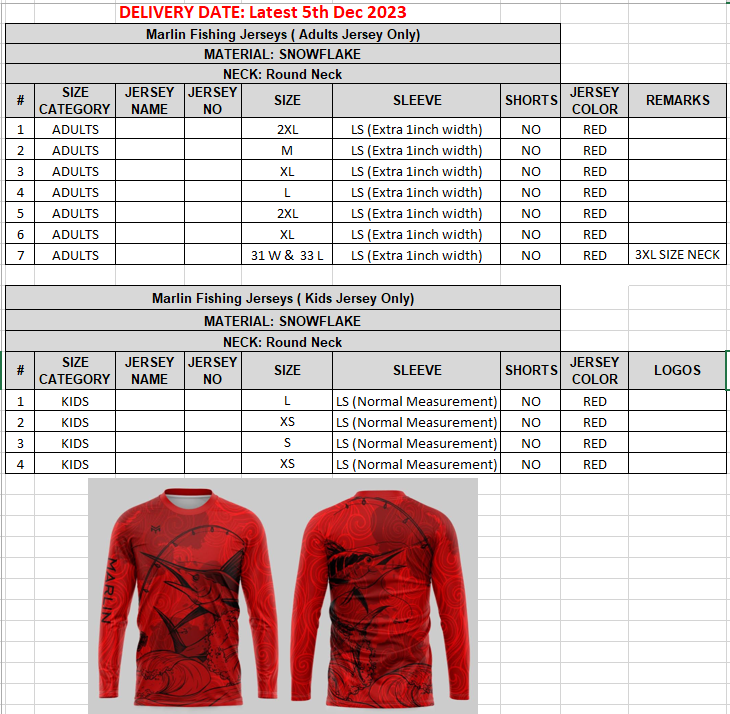 DELIVERY DATE: Latest 5th Dec 2023
Marlin Fishing Jerseys ( Adults Jersey Only)
MATERIAL: SNOWFLAKE
NECK: Round Neck
# SIZE CATEGORY JERSEY NAME JERSEY NO SIZE SLEEVE SHORTS JERSEY COLOR REMARKS
1 ADULTS 2XL LS (Extra 1inch width) NO RED
2 ADULTS M LS (Extra 1inch width) NO RED
3 ADULTS XL LS (Extra 1inch width) NO RED
4 ADULTS L LS (Extra 1inch width) NO RED
5 ADULTS 2XL LS (Extra 1inch width) NO RED
6 ADULTS XL LS (Extra 1inch width) NO RED
7 ADULTS 31 W & 33 L LS (Extra 1inch width) NO RED 3XL SIZE NECK
Marlin Fishing Jerseys ( Kids Jersey Only)
MATERIAL: SNOWFLAKE
NECK: Round Neck
# SIZE CATEGORY JERSEY NAME JERSEY NO SIZE SLEEVE SHORTS JERSEY COLOR LOGOS
1 KIDS L LS (Normal Measurement) NO RED
2 KIDS XS LS (Normal Measurement) NO RED
3 KIDS S LS (Normal Measurement) NO RED
4 KIDS XS LS (Normal Measurement) NO RED
MARLIN